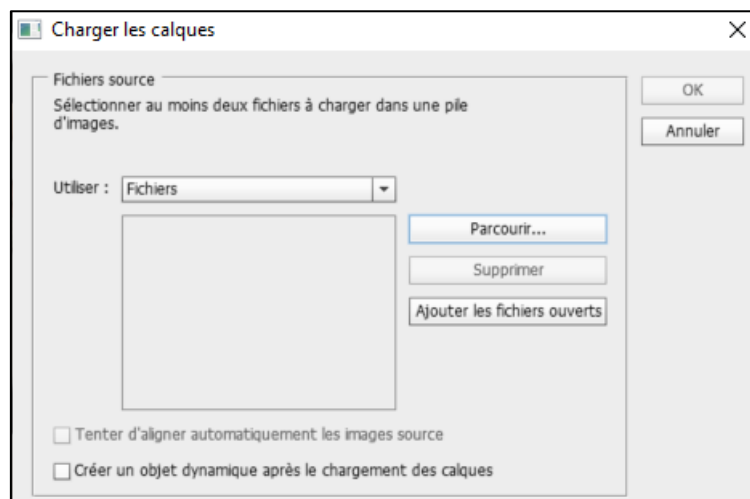 Charger les calques
Fichiers source
Sélectionner au moins deux fichiers à charger dans une pile
d'images.
OK
Annuler
Utiliser : Fichiers
Parcourir...
Supprimer
Ajouter les fichiers ouverts
Tenter d'aligner automatiquement les images source
Créer un objet dynamique après le chargement des calques